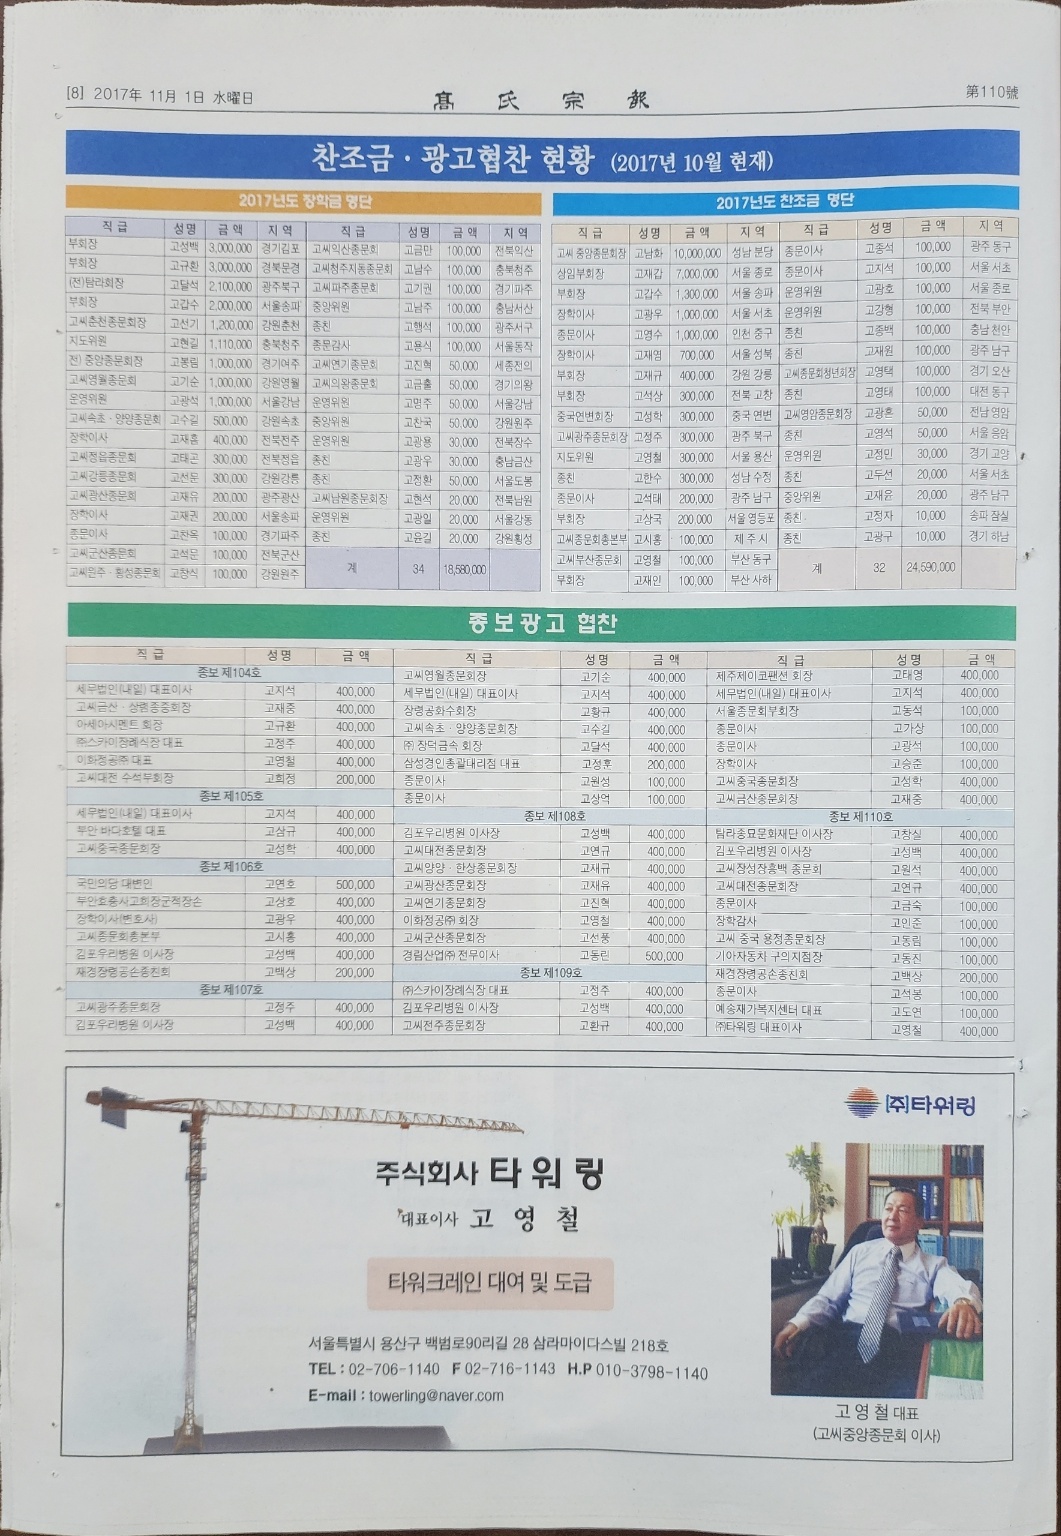 [8] 2017年 11月 1日 水曜日
高 氏 宗 報
第110號
찬조금 · 광고협찬 현황 (2017년 10월 현재)
2017년도 장학금 명단
직 급 성명 금 액 지 역 직 급 성명 금 액 지 역
부회장 고성백 3,000,000 경기김포 고씨익산종문회 고금만 100,000 전북익산
부회장 고규환 3,000,000 경북문경 고씨청주지동종문회 고남수 100,000 충북청주
(전)탐라회장 고달석 2,100,000 광주북구 고씨파주종문회 고기권 100,000 경기파주
부회장 고갑수 2,000,000 서울송파 중앙위원 고남주 100,000 충남서산
고씨춘천종문회장 고선기 1,200,000 강원춘천 종친 고행석 100,000 광주서구
지도위원 고현길 1,110,000 충북청주 종문감사 고용식 100,000 서울동작
전) 중앙종문회장 고봉림 1,000,000 경기여주 고씨연기종문회 고진혁 50,000 세종전의
고씨영월종문회 고기순 1,000,000 강원영월 고씨의왕종문회 고금출 50,000 경기의왕
운영위원 고광석 1,000,000 서울강남 운영위원 고명주 50,000 서울강남
고씨속초 · 양양종문회 고수길 500,000 강원속초 중앙위원 고찬국 50,000 강원원주
장학이사 고재흠 400,000 전북전주 운영위원 고광용 30,000 전북장수
고씨정읍종문회 고태곤 300,000 전북정읍 종친 고광우 30,000 충남금산
고씨강릉종문회 고선문 300,000 강원강릉 종친 고정환 50,000 서울도봉
고씨광산종문회 고재유 200,000 광주광산 고씨남원종문회장 고현석 20,000 전북남원
장학이사 고재권 200,000 서울송파 운영위원 고광일 20,000 서울강동
종문이사 고찬옥 100,000 경기파주 종친 고윤길 20,000 강원횡성
고씨군산종문회 고석문 100,000 전북군산
고씨원주 · 횡성종문회 고창식 100,000 강원원주
계 34 18,580,000
2017년도 찬조금 명단
직 급 성명 금 액 지 역 직 급 성명 금 액 지 역
고씨 중앙종문회장 고남화 10,000,000 성남 분당 종문이사 고종석 100,000 광주 동구
상임부회장 고재갑 7,000,000 서울 종로 종문이사 고지석 100,000 서울 서초
부회장 고갑수 1,300,000 서울 송파 운영위원 고광호 100,000 서울 종로
장학이사 고광우 1,000,000 서울 서초 운영위원 고강형 100,000 전북 부안
종문이사 고영수 1,000,000 인천 중구 종친 고종백 100,000 충남 천안
장학이사 고재영 700,000 서울 성북 종친 고재원 100,000 광주 남구
부회장 고재규 400,000 강원 강릉 고씨종문회청년회장 고영택 100,000 경기 오산
부회장 고석상 300,000 전북 고창 종친 고영태 100,000 대전 동구
중국연변회장 고성학 300,000 중국 연변 고씨영암종문회장 고광흔 50,000 전남 영암
고씨광주종문회장 고정주 300,000 광주 북구 종친 고영석 50,000 서울 응암
지도위원 고영철 300,000 서울 용산 운영위원 고정민 30,000 경기 고양
종친 고한수 300,000 성남 수정 종친 고두선 20,000 서울 서초
종문이사 고석태 200,000 광주 남구 중앙위원 고재윤 20,000 광주 남구
부회장 고상국 200,000 서울 영등포 종친 고정자 10,000 송파 잠실
고씨종문회총본부 고시홍 100,000 제 주 시 종친 고광구 10,000 경기 하남
고씨부산종문회 고영철 100,000 부산 동구
부회장 고재인 100,000 부산 사하
계 32 24,590,000
종보광고 협찬
직 급 성 명 금 액
종보 제104호
세무법인(내일) 대표이사 고지석 400,000
고씨금산 · 상령종중회장 고재중 400,000
아세아시멘트 회장 고규환 400,000
㈜스카이장례식장 대표 고정주 400,000
이화정공㈜ 대표 고영철 400,000
고씨대전 수석부회장 고희정 200,000
종보 제105호
세무법인(내일) 대표이사 고지석 400,000
부안 바다호텔 대표 고삼규 400,000
고씨중국종문회장 고성학 400,000
종보 제106호
국민의당 대변인 고연호 500,000
부안호충사고희장군적장손 고상호 400,000
장학이사(변호사) 고광우 400,000
고씨종문회총본부 고시홍 400,000
김포우리병원 이사장 고성백 400,000
재경장령공손종친회 고백상 200,000
종보 제107호
고씨광주종문회장 고정주 400,000
김포우리병원 이사장 고성백 400,000
직 급 성명 금 액
고씨영월종문회장 고기순 400,000
세무법인(내일) 대표이사 고지석 400,000
장령공화수회장 고황규 400,000
고씨속초 · 양양종문회장 고수길 400,000
㈜ 창덕금속 회장 고달석 400,000
삼성경인총괄대리점 대표 고성훈 200,000
종문이사 고원성 100,000
종문이사 고상억 100,000
종보 제108호
김포우리병원 이사장 고성백 400,000
고씨대전종문회장 고연규 400,000
고씨양양 · 한상종문회장 고재규 400,000
고씨광산종문회장 고재유 400,000
고씨연기종문회장 고진혁 400,000
이화정공㈜ 회장 고영철 400,000
고씨군산종문회장 고선풍 400,000
경림산업㈜ 전무이사 고동린 500,000
종보 제109호
㈜스카이장례식장 대표 고정주 400,000
김포우리병원 이사장 고성백 400,000
고씨전주종문회장 고환규 400,000
직 급 성 명 금 액
제주제이코팬션 회장 고태영 400,000
세무법인(내일) 대표이사 고지석 400,000
서울종문회부회장 고동석 100,000
종문이사 고가상 100,000
종문이사 고광석 100,000
장학이사 고승준 100,000
고씨중국종문회장 고성학 400,000
고씨금산종문회장 고재중 400,000
종보 제110호
탐라종묘문화재단 이사장 고창실 400,000
김포우리병원 이사장 고성백 400,000
고씨장성장흥백 종문회 고원석 400,000
고씨대전종문회장 고연규 400,000
종문이사 고금숙 100,000
장학감사 고인준 100,000
고씨 중국 용정종문회장 고동림 100,000
기아자동차 구의지점장 고동진 100,000
재경장령공손종친회 고백상 200,000
종문이사 고석봉 100,000
예송재가복지센터 대표 고도연 100,000
㈜타워링 대표이사 고영철 400,000
[주]타워링
주식회사 타 워 링
대표이사 고 영 철
타워크레인 대여 및 도급
서울특별시 용산구 백범로90리길 28 삼라마이다스빌 218호
TEL : 02-706-1140 F 02-716-1143 H.P 010-3798-1140
E-mail : towerling@naver.com
고 영 철 대표
(고씨중앙종문회 이사)